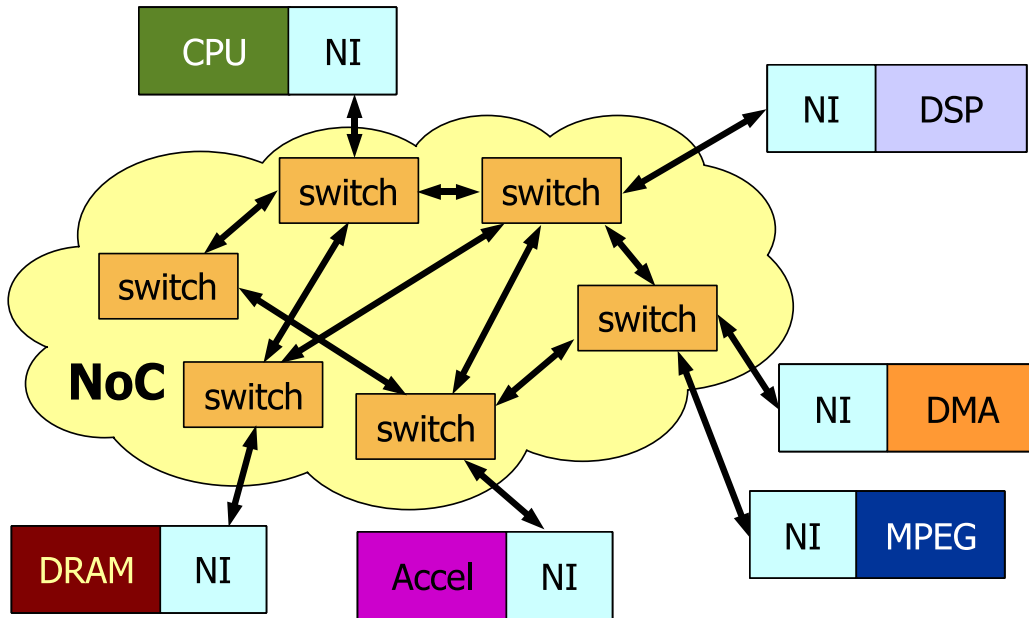 CPU NI
NI DSP
switch
switch
switch
switch
NoC
switch
switch
NI DMA
NI MPEG
DRAM NI
Accel NI